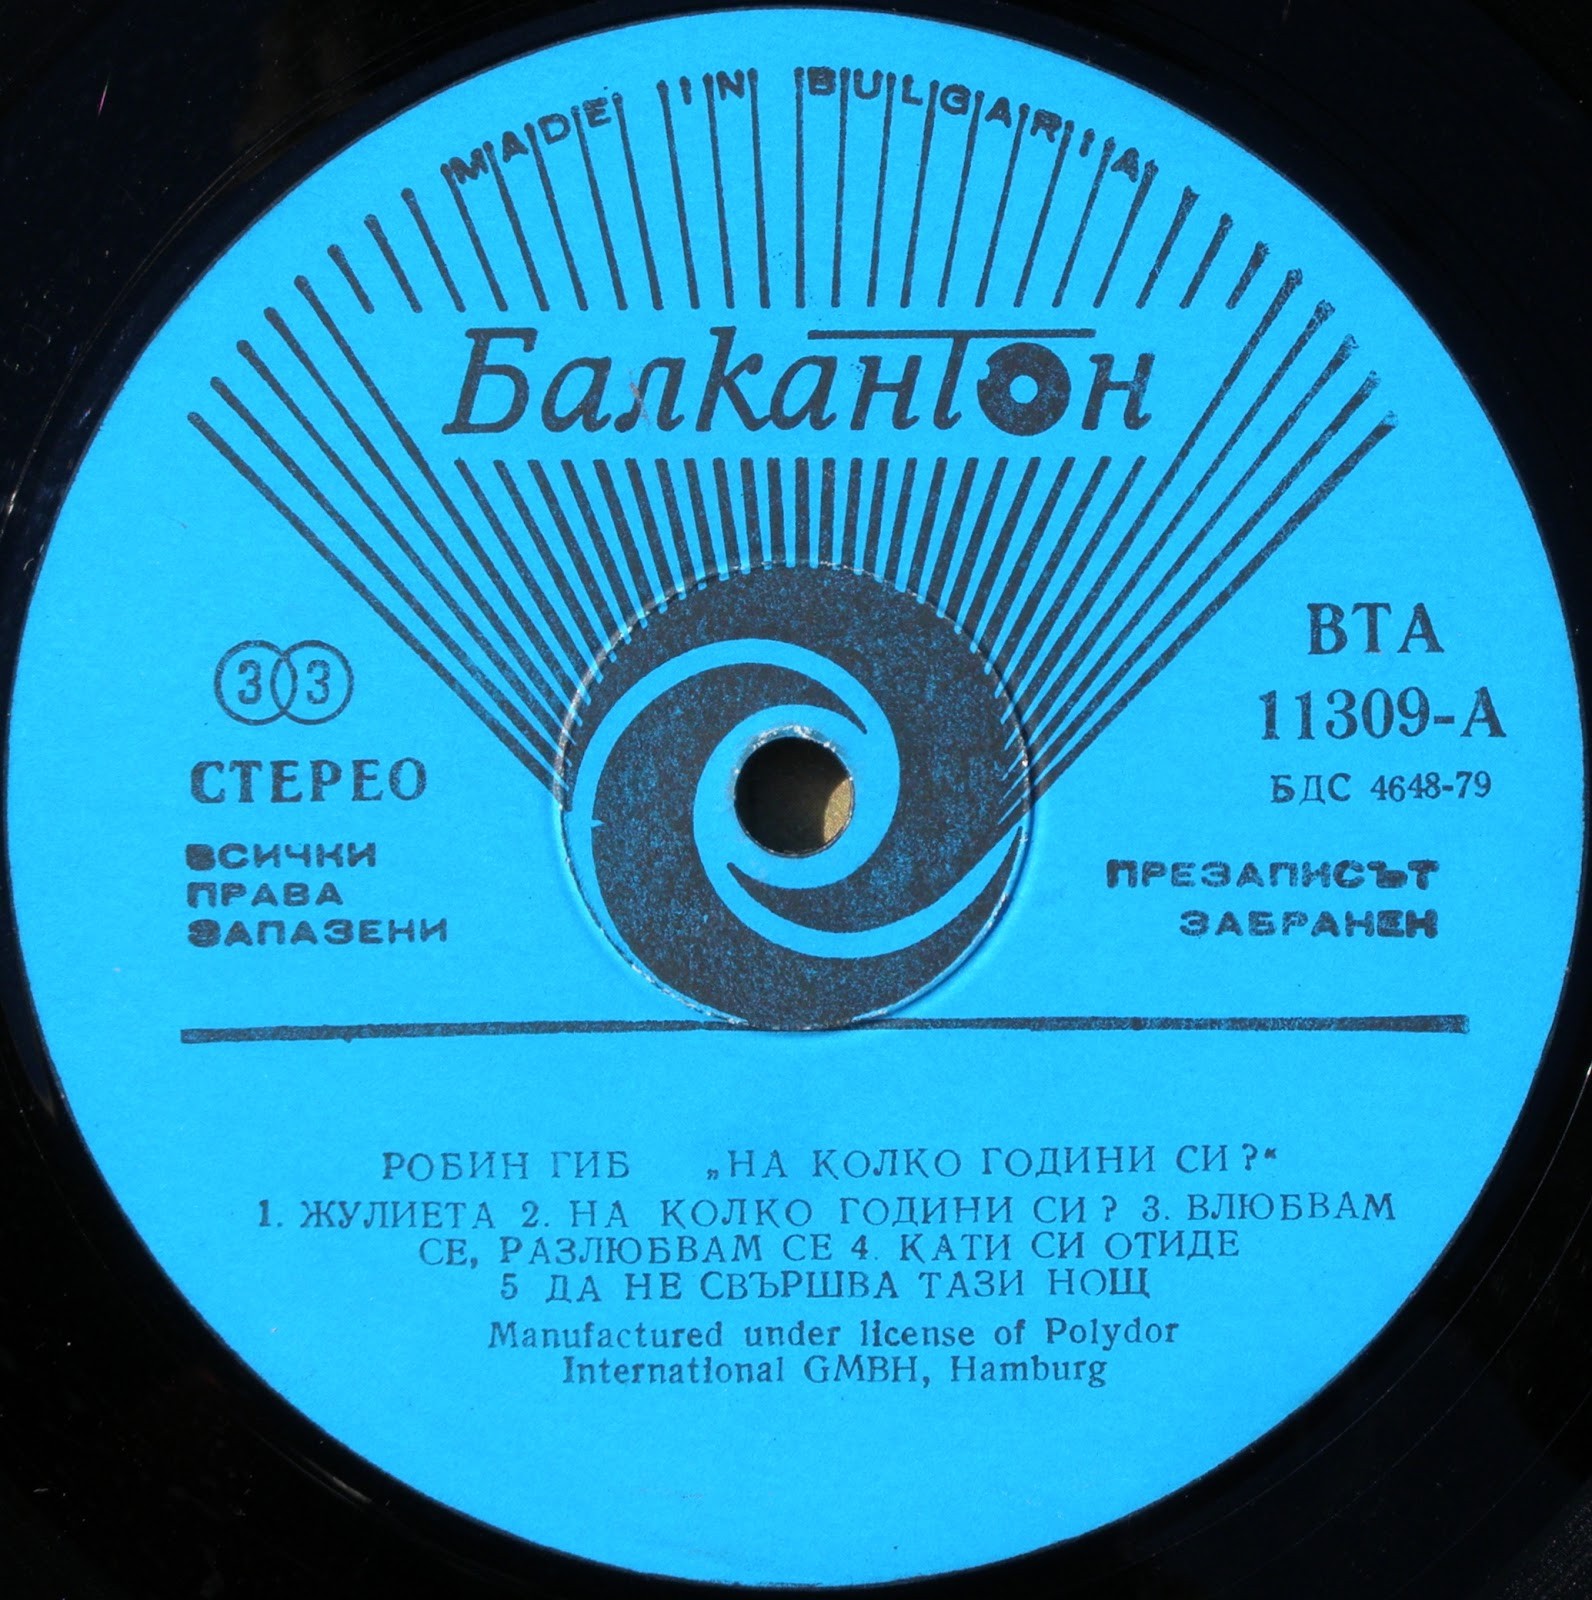 MADE IN BULGARIA
Балкантон
33
СТЕРЕО
ВСИЧКИ
ПРАВА
ЗАПАЗЕНИ
ВТА
11309-А
БДС 4648-79
ПРЕЗАПИСЪТ
ЗАБРАНЕН
РОБИН ГИБ „НА КОЛКО ГОДИНИ СИ?“
1. ЖУЛИЕТА 2. НА КОЛКО ГОДИНИ СИ? 3. ВЛЮБВАМ
СЕ, РАЗЛЮБВАМ СЕ 4. КАТИ СИ ОТИДЕ
5 ДА НЕ СВЪРШВА ТАЗИ НОЩ
Manufactured under license of Polydor
International GMBH, Hamburg